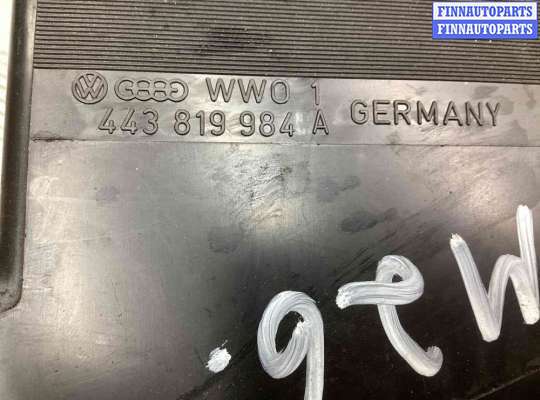 FINNAUTOPARTS
FINNAUTOPARTS
WWO 1
443 819 984 A GERMANY